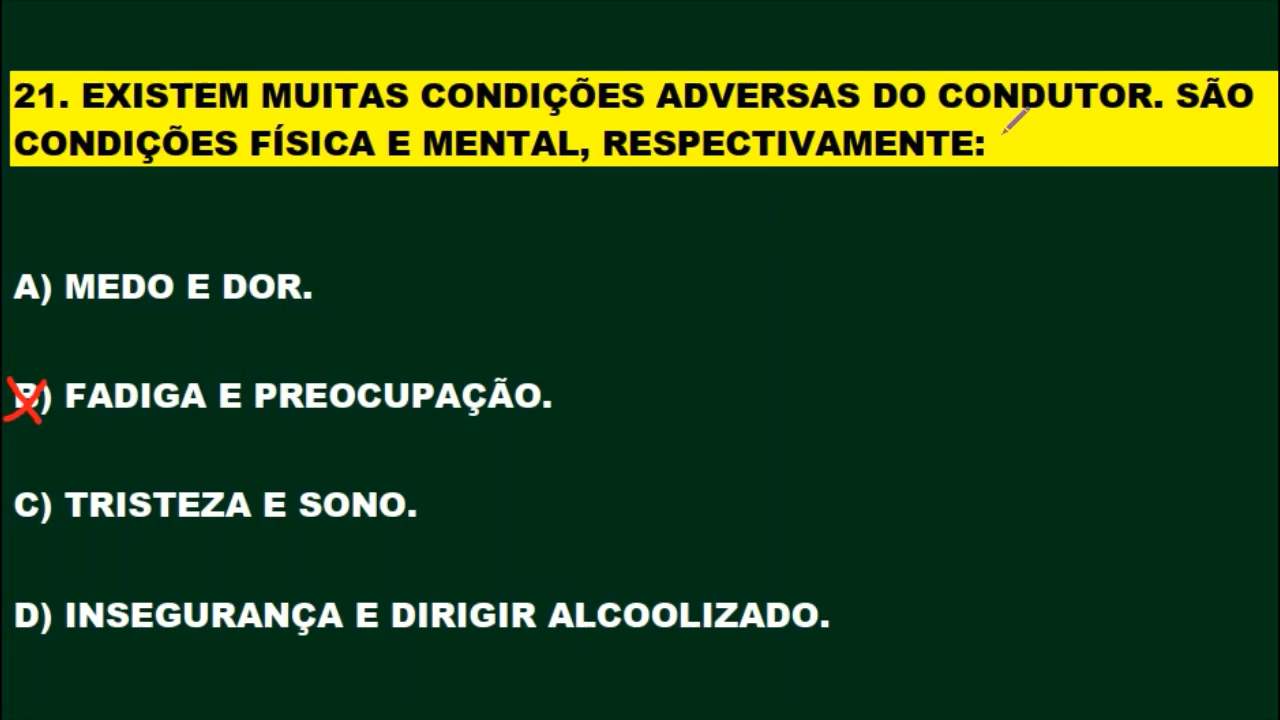 21. EXISTEM MUITAS CONDIÇÕES ADVERSAS DO CONDUTOR. SÃO
CONDIÇÕES FÍSICA E MENTAL, RESPECTIVAMENTE:
A) MEDO E DOR.
B) FADIGA E PREOCUPAÇÃO.
C) TRISTEZA E SONO.
D) INSEGURANÇA E DIRIGIR ALCOOLIZADO.